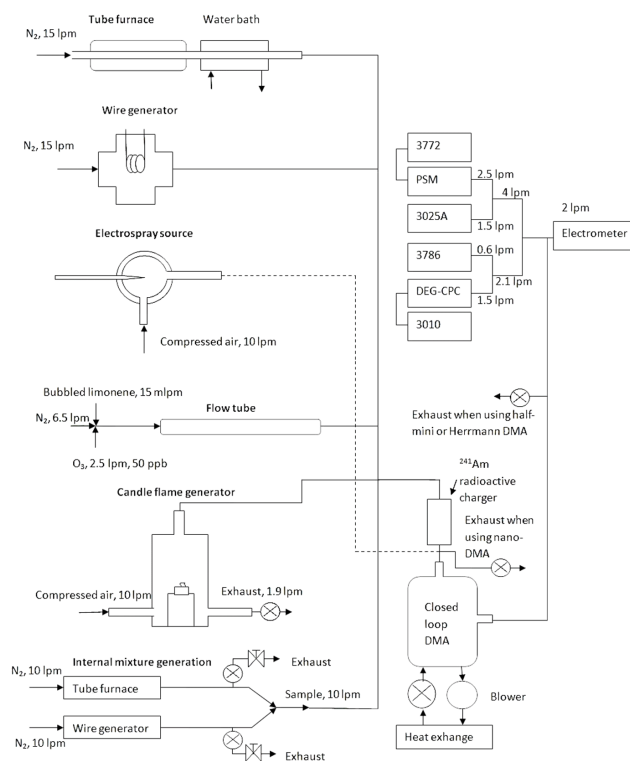 Tube furnace
Water bath
N₂, 15 lpm
Wire generator
N₂, 15 lpm
Electrospray source
Compressed air, 10 lpm
Bubbled limonene, 15 mlpm
N₂, 6.5 lpm
Flow tube
O₃, 2.5 lpm, 50 ppb
Candle flame generator
Compressed air, 10 lpm
Exhaust, 1.9 lpm
Internal mixture generation
N₂, 10 lpm
Tube furnace
Exhaust
Sample, 10 lpm
Wire generator
N₂, 10 lpm
Exhaust
3772
PSM
2.5 lpm
4 lpm
3025A
1.5 lpm
3786
0.6 lpm
2.1 lpm
DEG-CPC
1.5 lpm
3010
2 lpm
Electrometer
Exhaust when using half-
mini or Herrmann DMA
²⁴¹Am
radioactive
charger
Exhaust when
using nano-
DMA
Closed
loop
DMA
Blower
Heat exhange